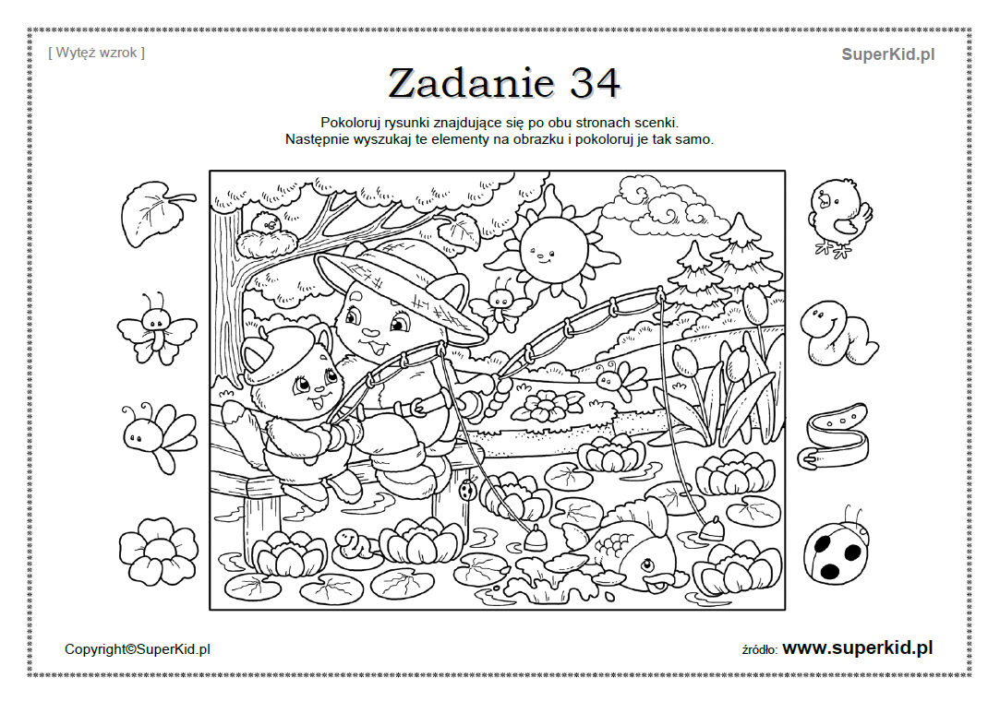 [ Wytęż wzrok ]
SuperKid.pl
Zadanie 34
Pokoloruj rysunki znajdujące się po obu stronach scenki.
Następnie wyszukaj te elementy na obrazku i pokoloruj je tak samo.
Copyright©SuperKid.pl
źródło: www.superkid.pl